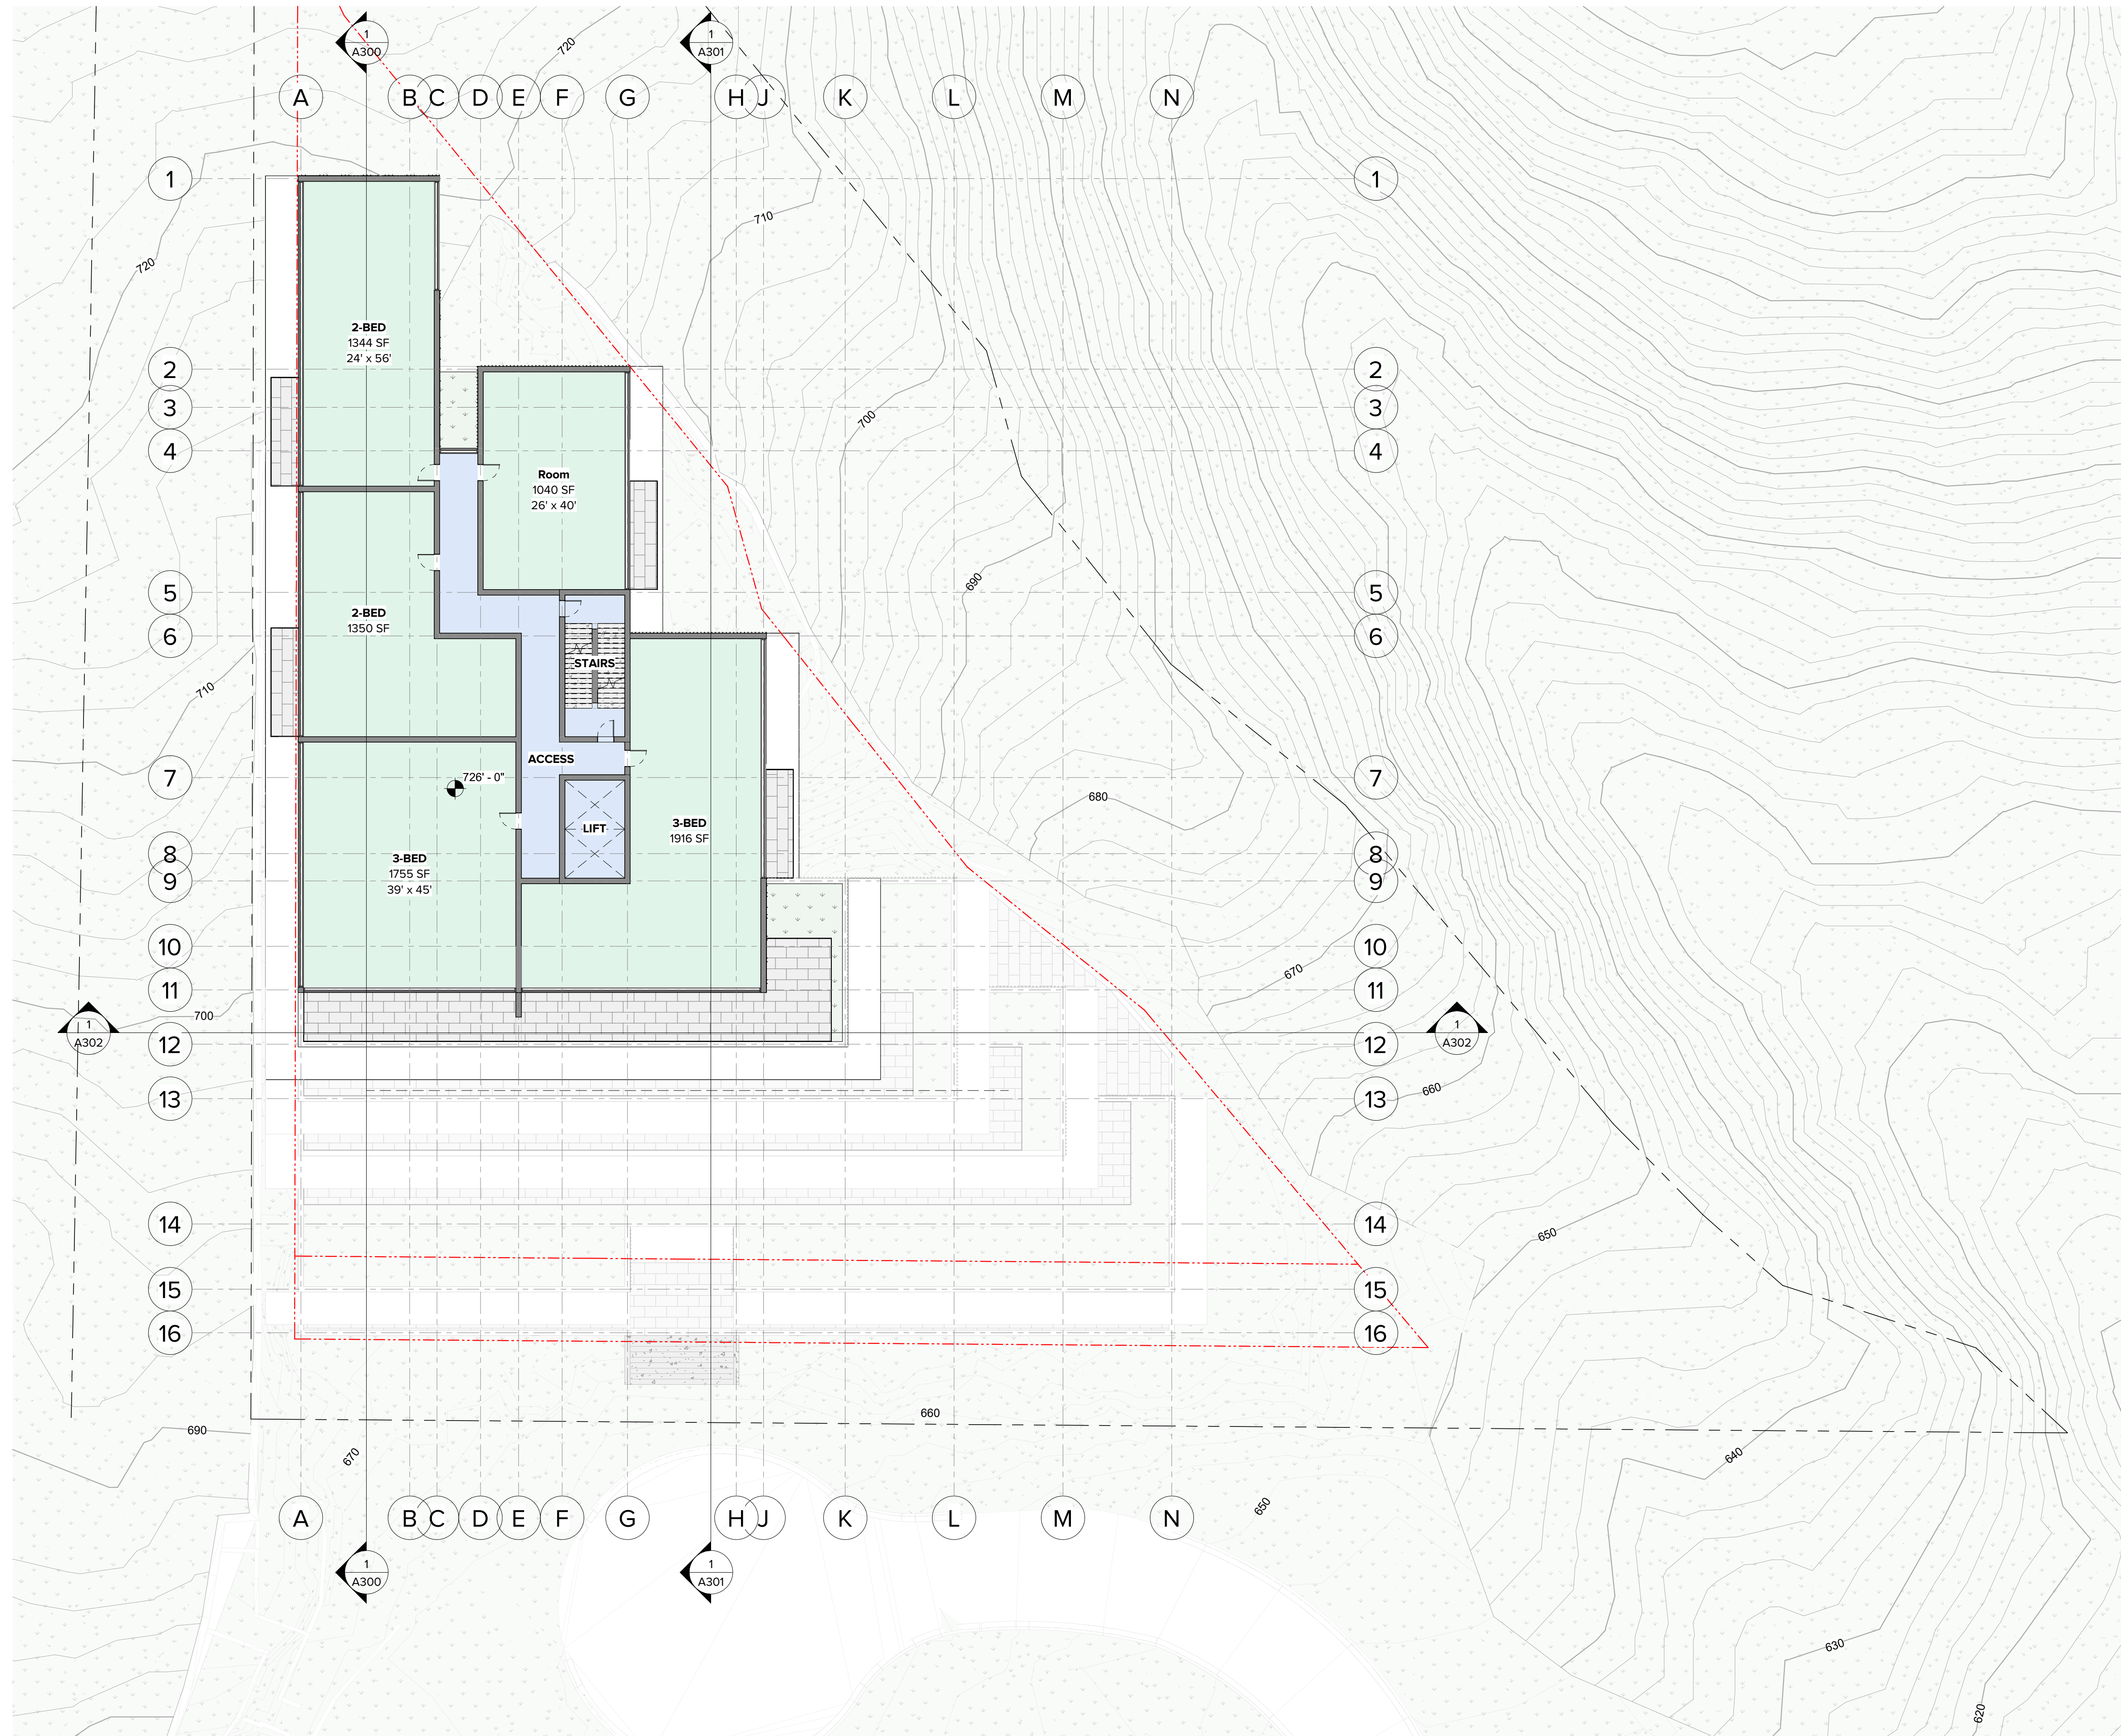 1
A300
1
A301
720
A
B
C
D
E
F
G
H
J
K
L
M
N
1
1
710
720
2-BED
1344 SF
24' x 56'
2
2
3
3
700
4
4
Room
1040 SF
26' x 40'
690
5
5
2-BED
1350 SF
6
6
STAIRS
710
ACCESS
7
726' - 0"
7
680
3-BED
1916 SF
LIFT
8
8
3-BED
1755 SF
39' x 45'
9
9
10
10
670
11
11
700
1
A302
1
A302
12
12
660
13
13
14
14
650
15
15
16
16
660
690
670
640
650
A
B
C
D
E
F
G
H
J
K
L
M
N
1
A300
1
A301
630
620